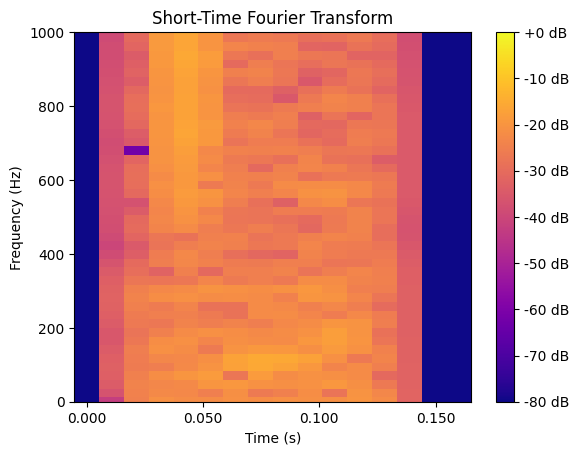 Short-Time Fourier Transform
1000
800
600
400
200
0
Frequency (Hz)
0.000
0.050
0.100
0.150
Time (s)
+0 dB
-10 dB
-20 dB
-30 dB
-40 dB
-50 dB
-60 dB
-70 dB
-80 dB